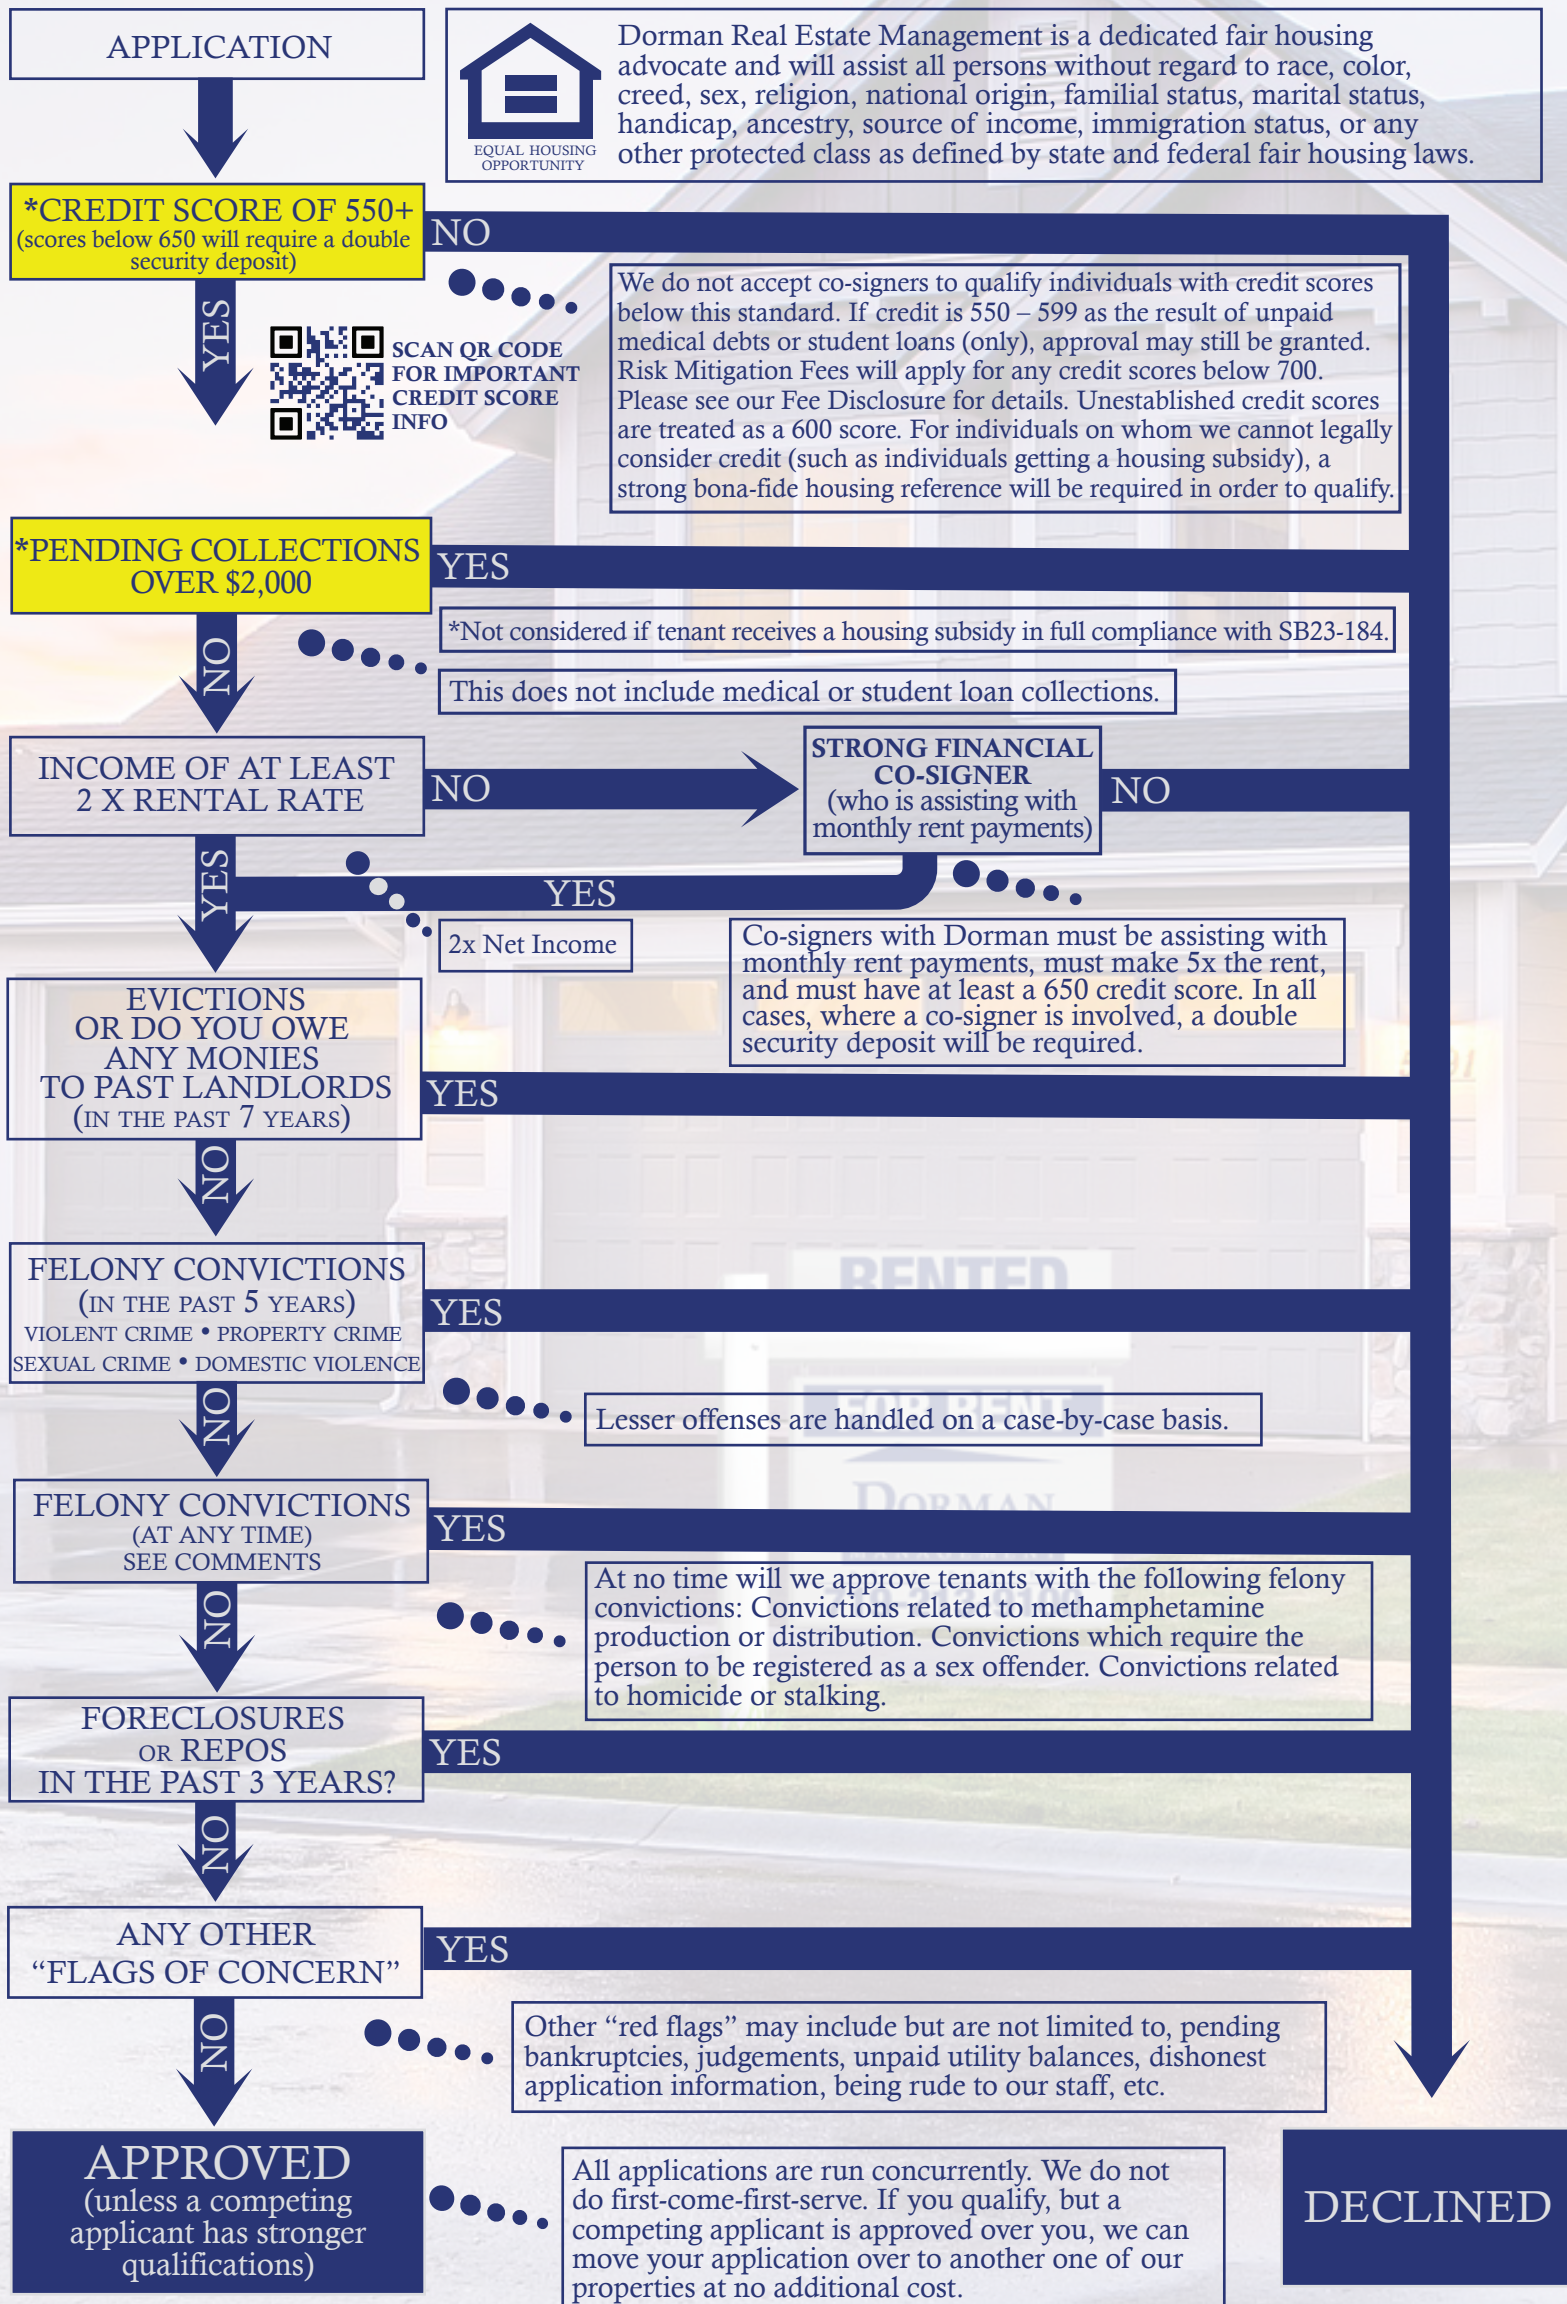 APPLICATION
EQUAL HOUSING
OPPORTUNITY
Dorman Real Estate Management is a dedicated fair housing
advocate and will assist all persons without regard to race, color,
creed, sex, religion, national origin, familial status, marital status,
handicap, ancestry, source of income, immigration status, or any
other protected class as defined by state and federal fair housing laws.
*CREDIT SCORE OF 550+
(scores below 650 will require a double
security deposit)
NO
YES
SCAN QR CODE
FOR IMPORTANT
CREDIT SCORE
INFO
We do not accept co-signers to qualify individuals with credit scores
below this standard. If credit is 550 – 599 as the result of unpaid
medical debts or student loans (only), approval may still be granted.
Risk Mitigation Fees will apply for any credit scores below 700.
Please see our Fee Disclosure for details. Unestablished credit scores
are treated as a 600 score. For individuals on whom we cannot legally
consider credit (such as individuals getting a housing subsidy), a
strong bona-fide housing reference will be required in order to qualify.
*PENDING COLLECTIONS
OVER $2,000
YES
*Not considered if tenant receives a housing subsidy in full compliance with SB23-184.
NO
This does not include medical or student loan collections.
INCOME OF AT LEAST
2 X RENTAL RATE
NO
STRONG FINANCIAL
CO-SIGNER
(who is assisting with
monthly rent payments)
NO
YES
YES
2x Net Income
Co-signers with Dorman must be assisting with
monthly rent payments, must make 5x the rent,
and must have at least a 650 credit score. In all
cases, where a co-signer is involved, a double
security deposit will be required.
EVICTIONS
OR DO YOU OWE
ANY MONIES
TO PAST LANDLORDS
(IN THE PAST 7 YEARS)
YES
NO
FELONY CONVICTIONS
(IN THE PAST 5 YEARS)
VIOLENT CRIME • PROPERTY CRIME
SEXUAL CRIME • DOMESTIC VIOLENCE
YES
RENTED
NO
Lesser offenses are handled on a case-by-case basis.
FOR RENT
DORMAN
FELONY CONVICTIONS
(AT ANY TIME)
SEE COMMENTS
YES
NO
At no time will we approve tenants with the following felony
convictions: Convictions related to methamphetamine
production or distribution. Convictions which require the
person to be registered as a sex offender. Convictions related
to homicide or stalking.
FORECLOSURES
OR REPOS
IN THE PAST 3 YEARS?
YES
NO
ANY OTHER
“FLAGS OF CONCERN”
YES
NO
Other “red flags” may include but are not limited to, pending
bankruptcies, judgements, unpaid utility balances, dishonest
application information, being rude to our staff, etc.
APPROVED
(unless a competing
applicant has stronger
qualifications)
All applications are run concurrently. We do not
do first-come-first-serve. If you qualify, but a
competing applicant is approved over you, we can
move your application over to another one of our
properties at no additional cost.
DECLINED